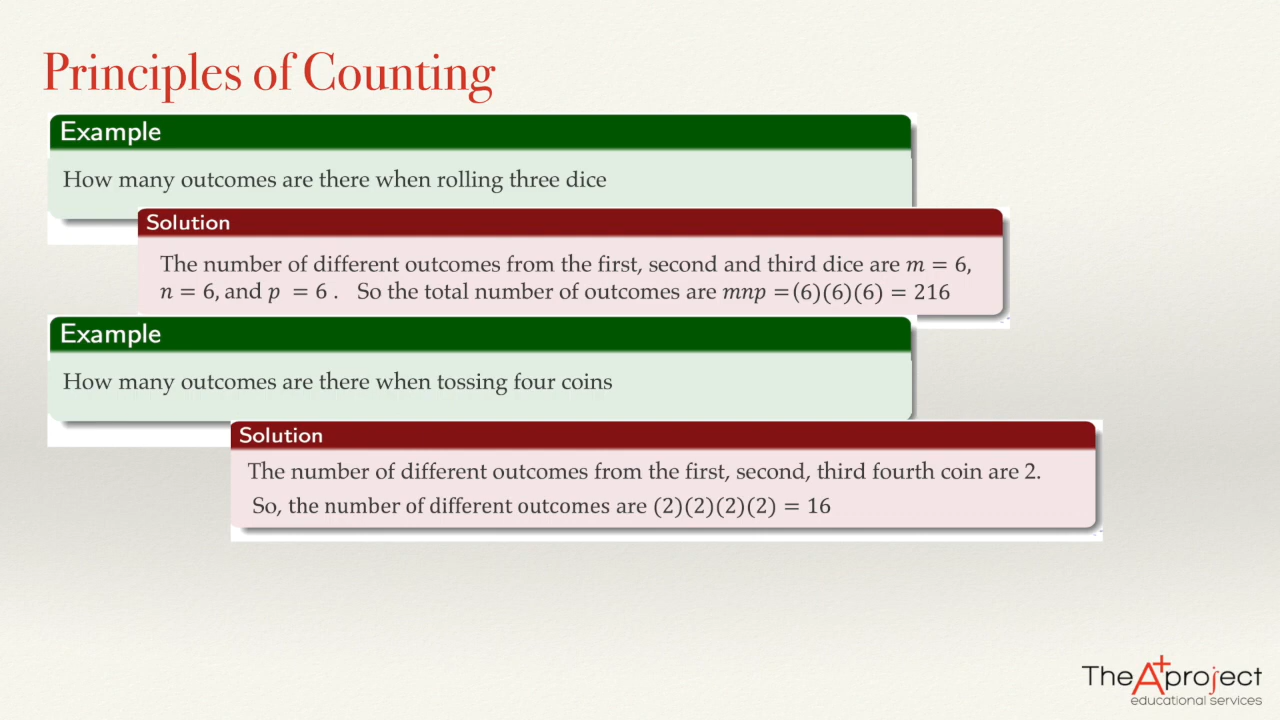 Principles of Counting
Example
How many outcomes are there when rolling three dice
Solution
The number of different outcomes from the first, second and third dice are m = 6,
n = 6, and p = 6 . So the total number of outcomes are mnp = (6)(6)(6) = 216
Example
How many outcomes are there when tossing four coins
Solution
The number of different outcomes from the first, second, third fourth coin are 2.
So, the number of different outcomes are (2)(2)(2)(2) = 16
The A+ project
educational services